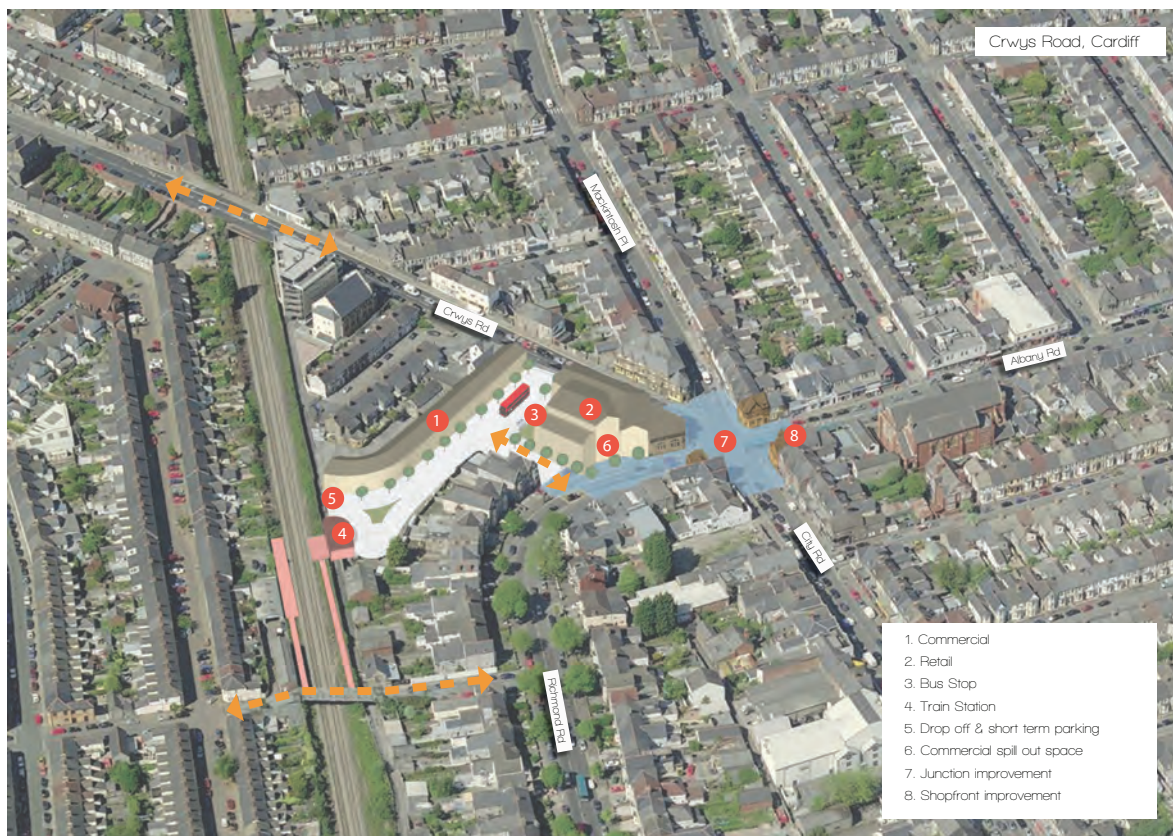 Crwys Road, Cardiff
Mackintosh Pl
Crwys Rd
Albany Rd
1
2
3
6
7
8
5
4
City Rd
Richmond Rd
1. Commercial
2. Retail
3. Bus Stop
4. Train Station
5. Drop off & short term parking
6. Commercial spill out space
7. Junction improvement
8. Shopfront improvement